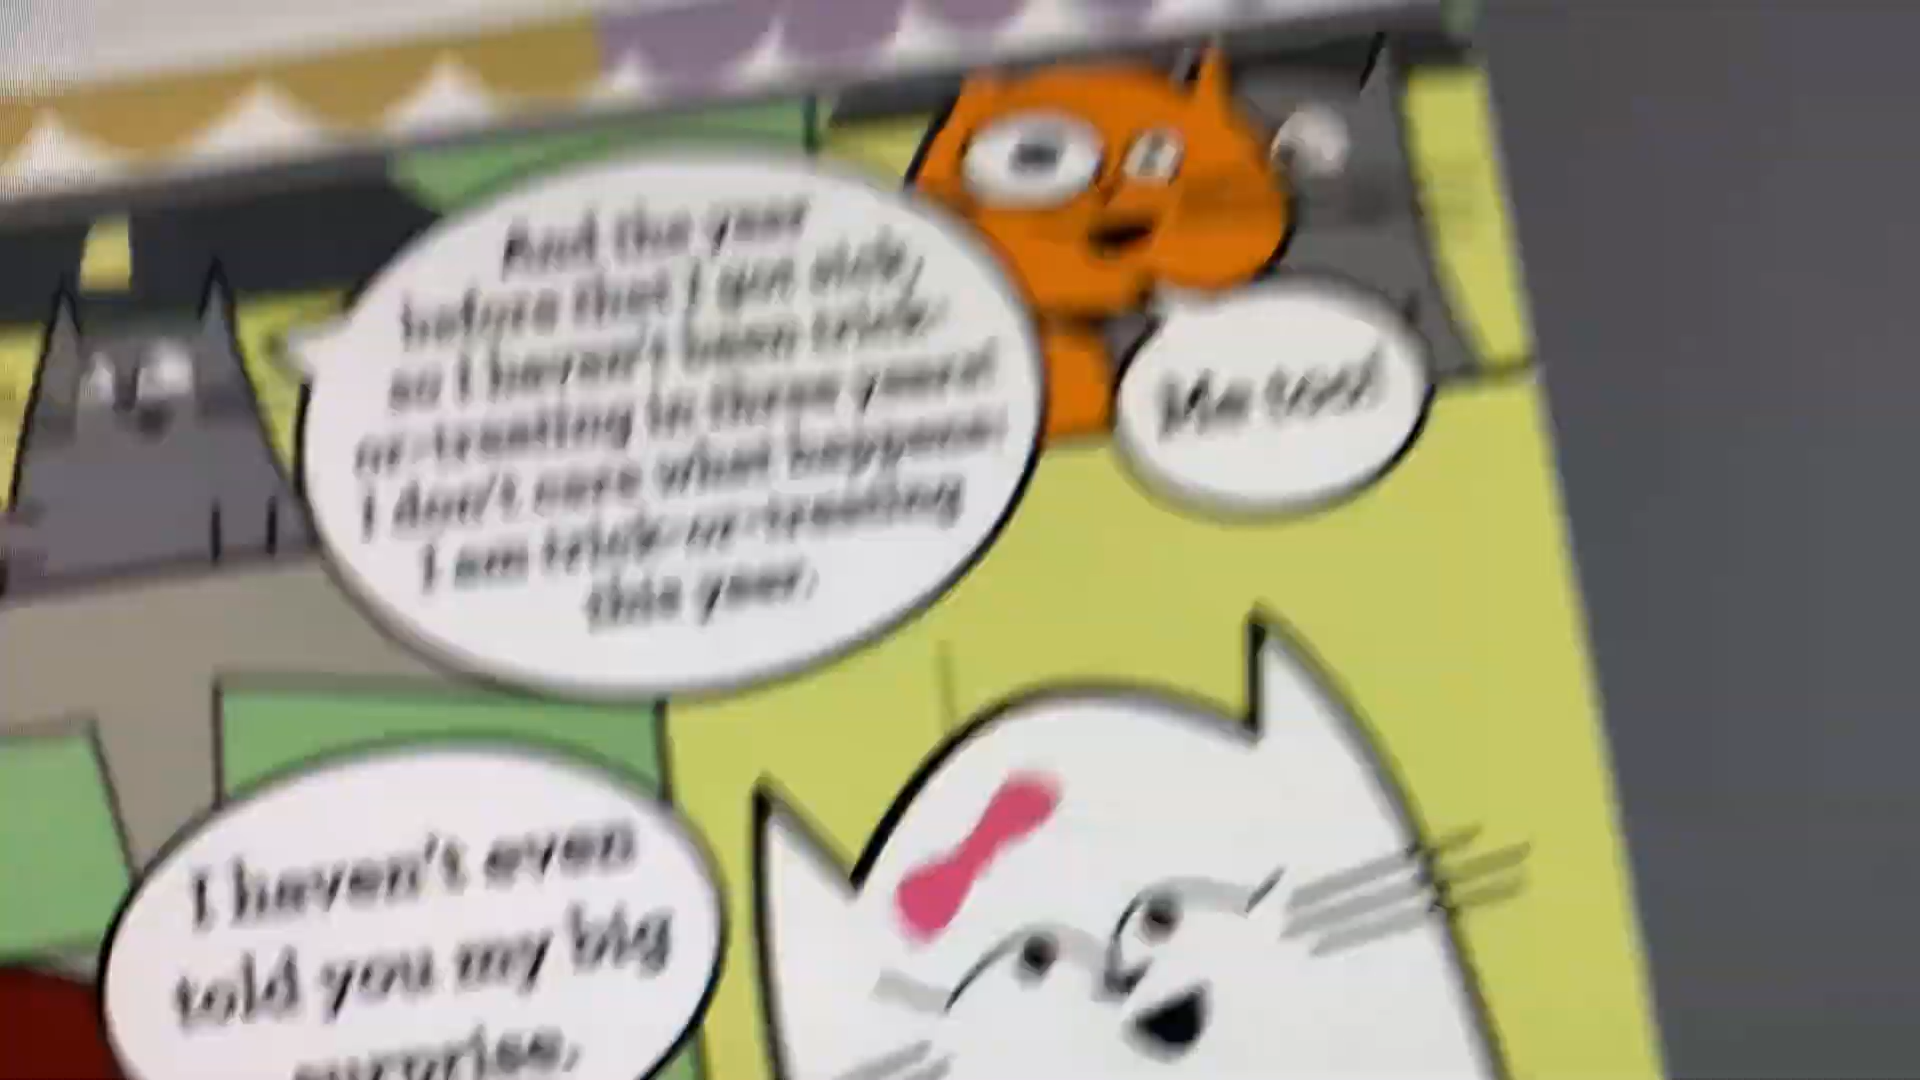 And the year
before that I got sick,
so I haven't been trick-
or-treating in three years!
I don't care what happens;
I am trick-or-treating
this year.
Me too!
I haven't even
told you my big
surprise.